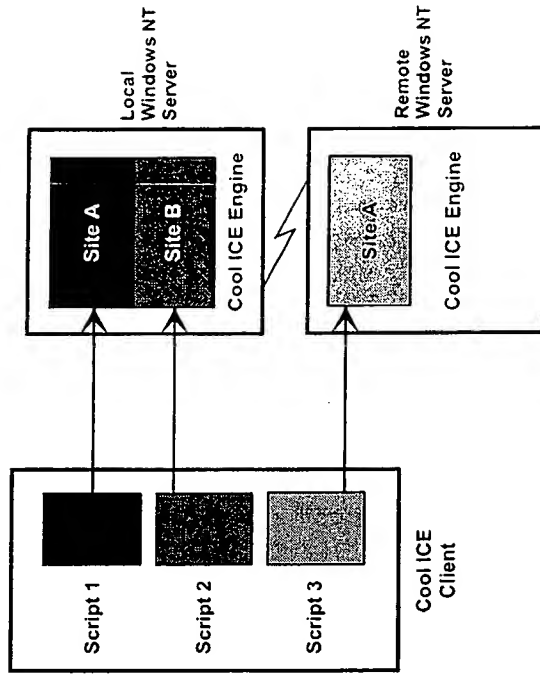 Script 1
Script 2
Script 3
Cool ICE
Client
Site A
Site B
Cool ICE Engine
Local
Windows NT
Server
Site A
Cool ICE Engine
Remote
Windows NT
Server